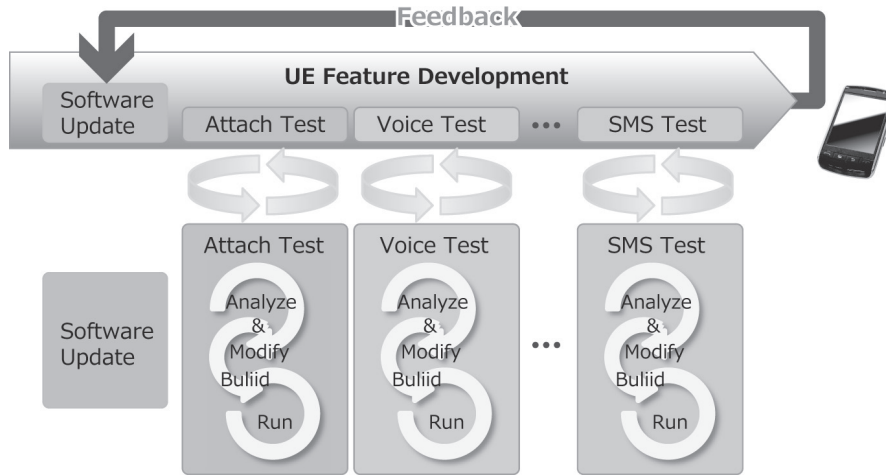 Feedback
UE Feature Development
Software
Update
Attach Test
Voice Test
•••
SMS Test
Attach Test
Voice Test
SMS Test
Software
Update
Analyze
&
Modify
Buliid
Run
Analyze
&
Modify
Buliid
Run
•••
Analyze
&
Modify
Buliid
Run